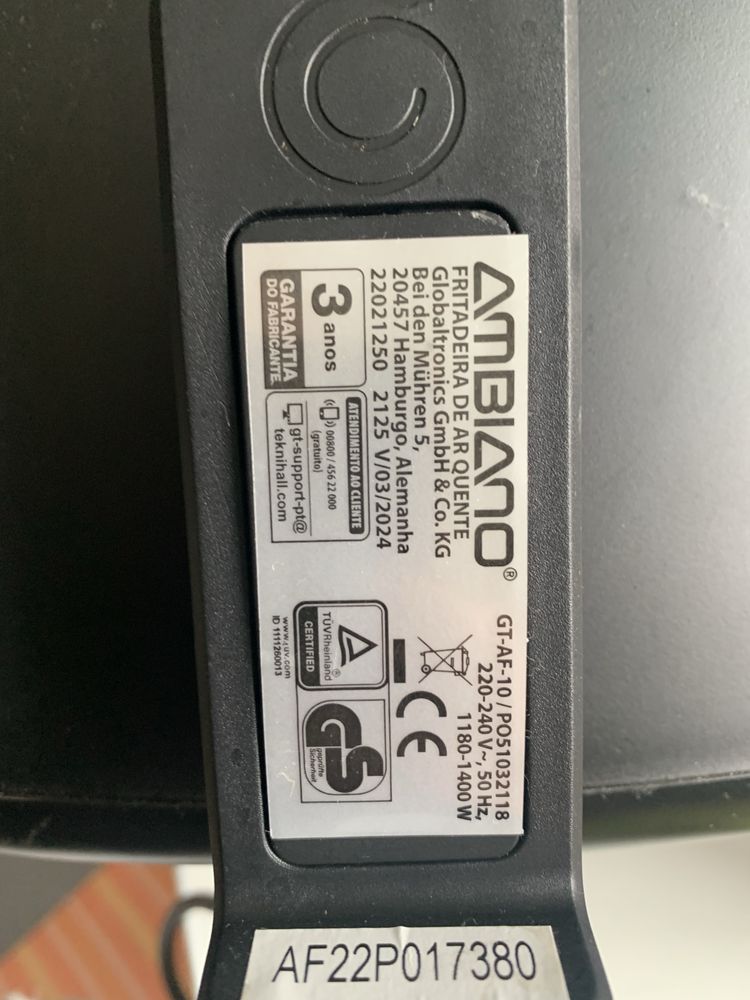 AMBIANO®
FRITADEIRA DE AR QUENTE
Globaltronics GmbH & Co. KG
Bei den Mühren 5,
20457 Hamburgo, Alemanha
22021250 2125 V/03/2024
3 anos
GARANTIA
DO FABRICANTE
ATENDIMENTO AO CLIENTE
00800 / 456 22 000
(gratuito)
gt-support-pt@
teknihall.com
GT-AF-10 / PO51032118
220-240 V~, 50 Hz,
1180-1400 W
CE
TÜVRheinland®
CERTIFIED
GS
geprüfte
Sicherheit
www.tuv.com
ID 1111260013
AF22P017380